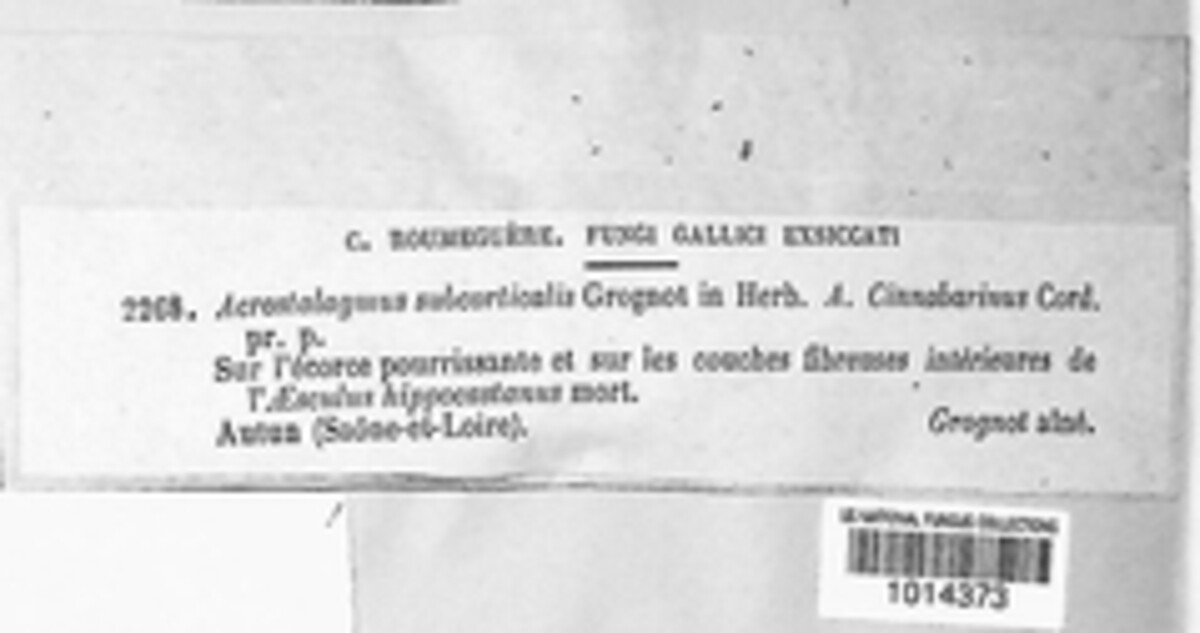 C. ROUMEGUÈRE. FUNGI GALLICI EXSICCATI
2268. Acrostalagmus subcorticalis Grognot in Herb. A. Cinnabarinus Cord.
pr. p.
Sur l'écorce pourrissante et sur les couches fibreuses intérieures de
l'Æsculus hippocastanus mort.
Autun (Saône-et-Loire). Grognot aîné.
US NATIONAL FUNGUS COLLECTIONS
1014373